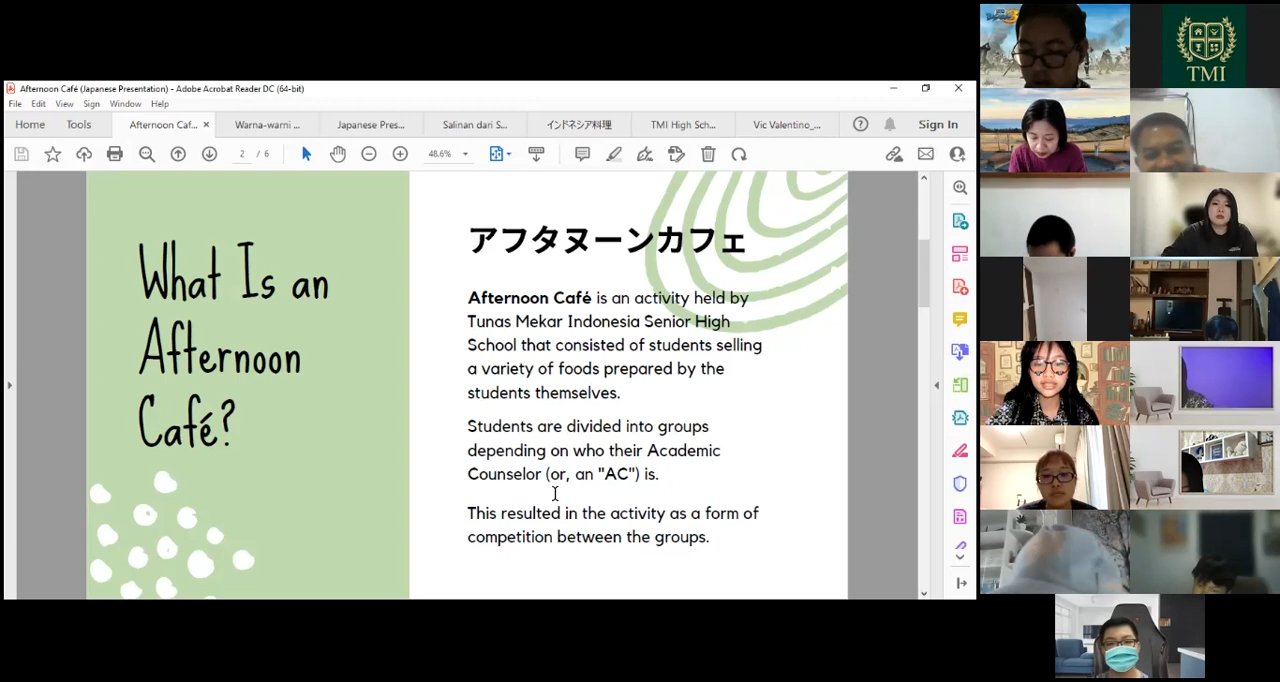 Afternoon Café (Japanese Presentation) - Adobe Acrobat Reader DC (64-bit)
File Edit View Sign Window Help
Home Tools Afternoon Caf... Warna-warni ... Japanese Pres... Salinan dari S... インドネシア料理 TMI High Sch... Vic Valentino_... Sign In
2 / 6 48.6%
What Is an
Afternoon
Café?
アフタヌーンカフェ
Afternoon Café is an activity held by
Tunas Mekar Indonesia Senior High
School that consisted of students selling
a variety of foods prepared by the
students themselves.
Students are divided into groups
depending on who their Academic
Counselor (or, an "AC") is.
This resulted in the activity as a form of
competition between the groups.
TMI